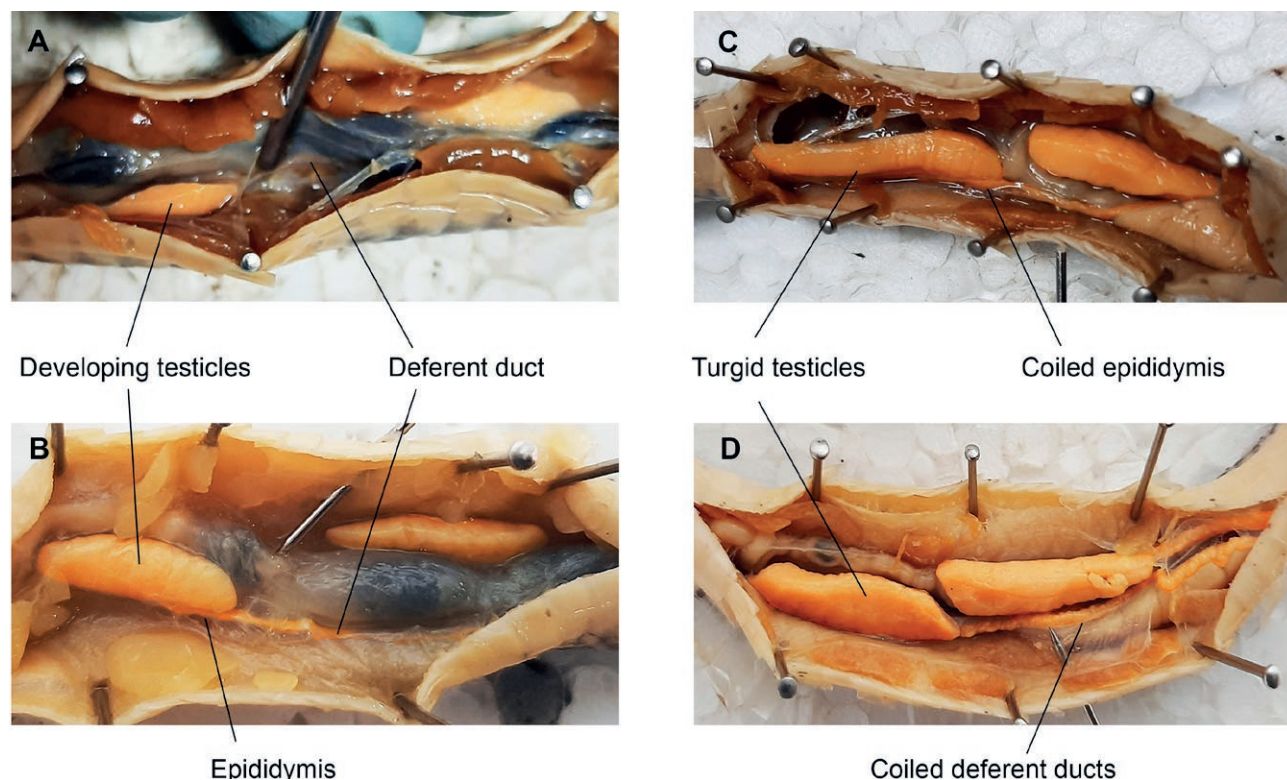 A
C
Developing testicles
Deferent duct
Turgid testicles
Coiled epididymis
B
D
Epididymis
Coiled deferent ducts